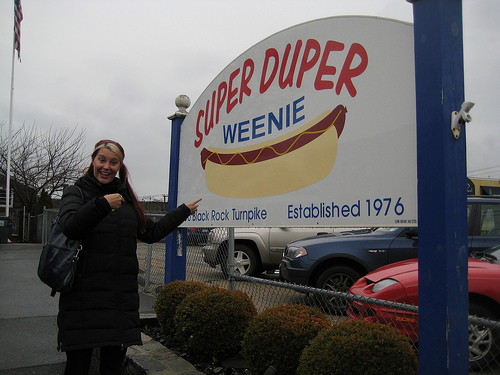 SUPER DUPER
WEENIE
Black Rock Turnpike
Established 1976